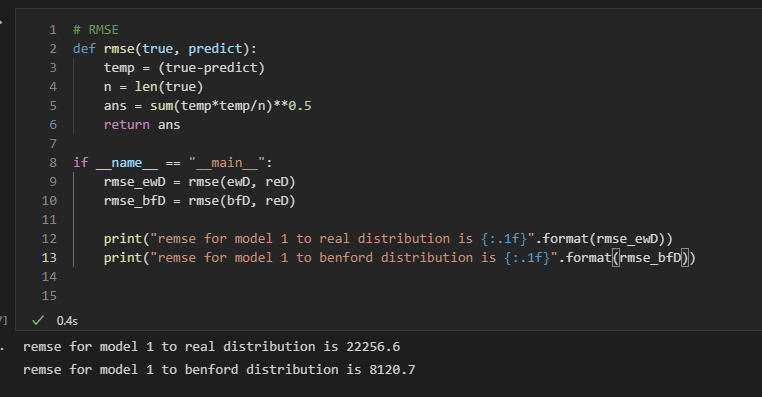 1 # RMSE
2 def rmse(true, predict):
3 temp = (true-predict)
4 n = len(true)
5 ans = sum(temp*temp/n)**0.5
6 return ans
7
8 if __name__ == "__main__":
9 rmse_ewD = rmse(ewD, reD)
10 rmse_bfD = rmse(bfD, reD)
11
12 print("remse for model 1 to real distribution is {:.1f}".format(rmse_ewD))
13 print("remse for model 1 to benford distribution is {:.1f}".format(rmse_bfD))
14
15
✓ 0.4s
remse for model 1 to real distribution is 22256.6
remse for model 1 to benford distribution is 8120.7